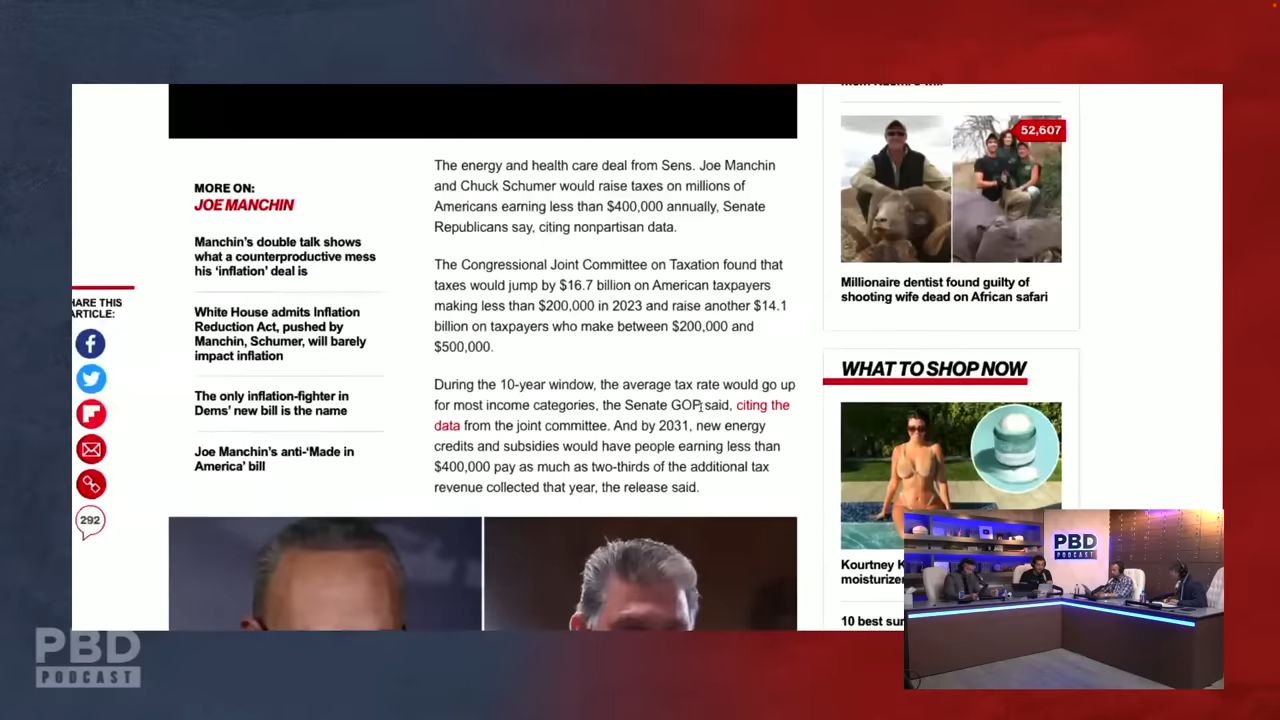 MORE ON:
JOE MANCHIN
Manchin’s double talk shows
what a counterproductive mess
his ‘inflation’ deal is
White House admits Inflation
Reduction Act, pushed by
Manchin, Schumer, will barely
impact inflation
The only inflation-fighter in
Dems’ new bill is the name
Joe Manchin’s anti-‘Made in
America’ bill
HARE THIS
ARTICLE:
292
The energy and health care deal from Sens. Joe Manchin
and Chuck Schumer would raise taxes on millions of
Americans earning less than $400,000 annually, Senate
Republicans say, citing nonpartisan data.
The Congressional Joint Committee on Taxation found that
taxes would jump by $16.7 billion on American taxpayers
making less than $200,000 in 2023 and raise another $14.1
billion on taxpayers who make between $200,000 and
$500,000.
During the 10-year window, the average tax rate would go up
for most income categories, the Senate GOP said, citing the
data from the joint committee. And by 2031, new energy
credits and subsidies would have people earning less than
$400,000 pay as much as two-thirds of the additional tax
revenue collected that year, the release said.
52,607
Millionaire dentist found guilty of
shooting wife dead on African safari
WHAT TO SHOP NOW
Kourtney K
moisturize
10 best su
PBD
PODCAST
PBD
PODCAST